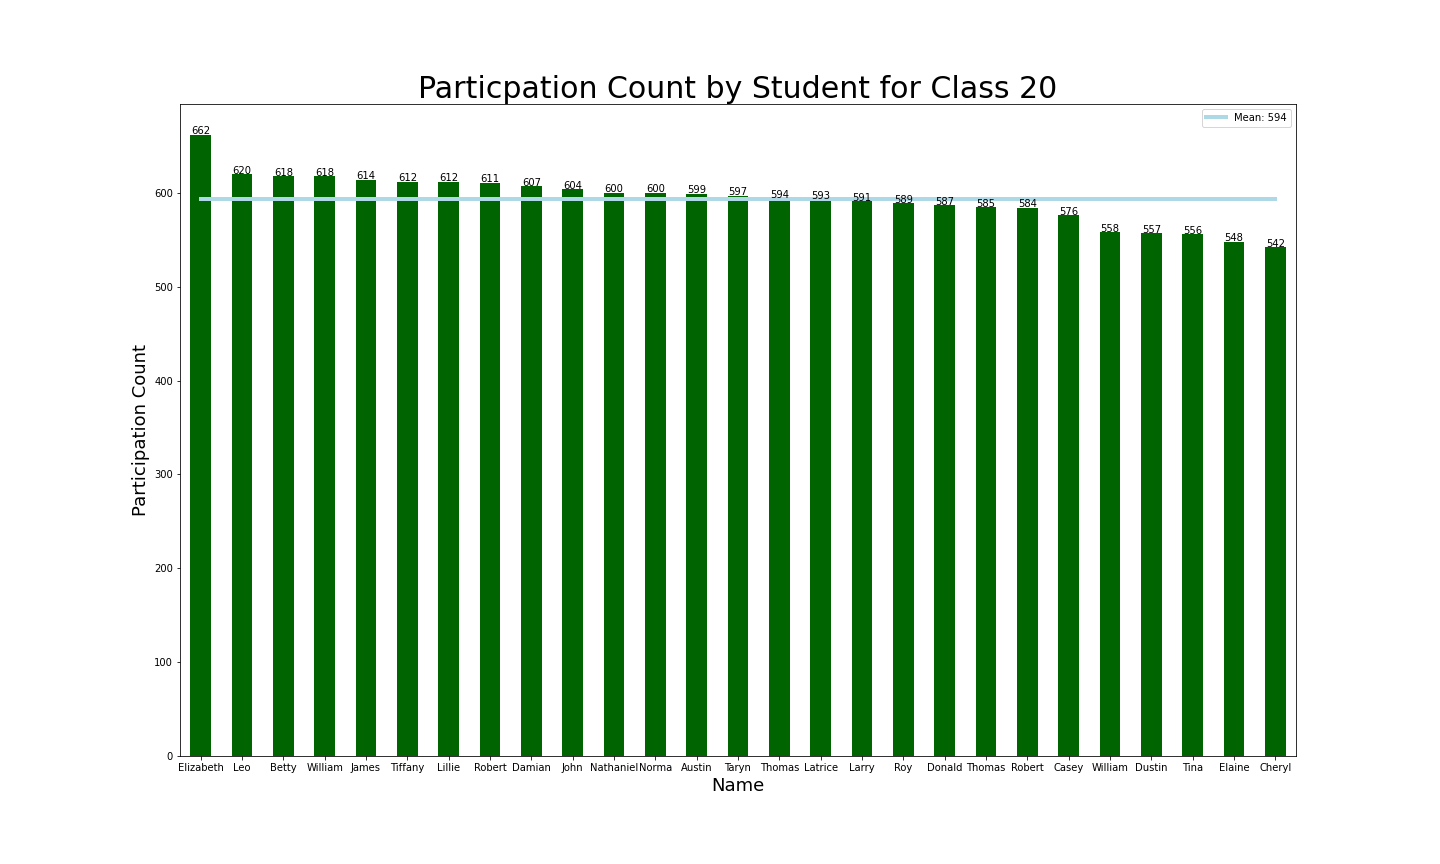 Particpation Count by Student for Class 20
Mean: 594
662 620 618 618 614 612 612 611 607 604 600 600 599 597 594 593 591 589 587 585 584 576 558 557 556 548 542
600
500
400
300
200
100
0
Participation Count
Elizabeth Leo Betty William James Tiffany Lillie Robert Damian John Nathaniel Norma Austin Taryn Thomas Latrice Larry Roy Donald Thomas Robert Casey William Dustin Tina Elaine Cheryl
Name